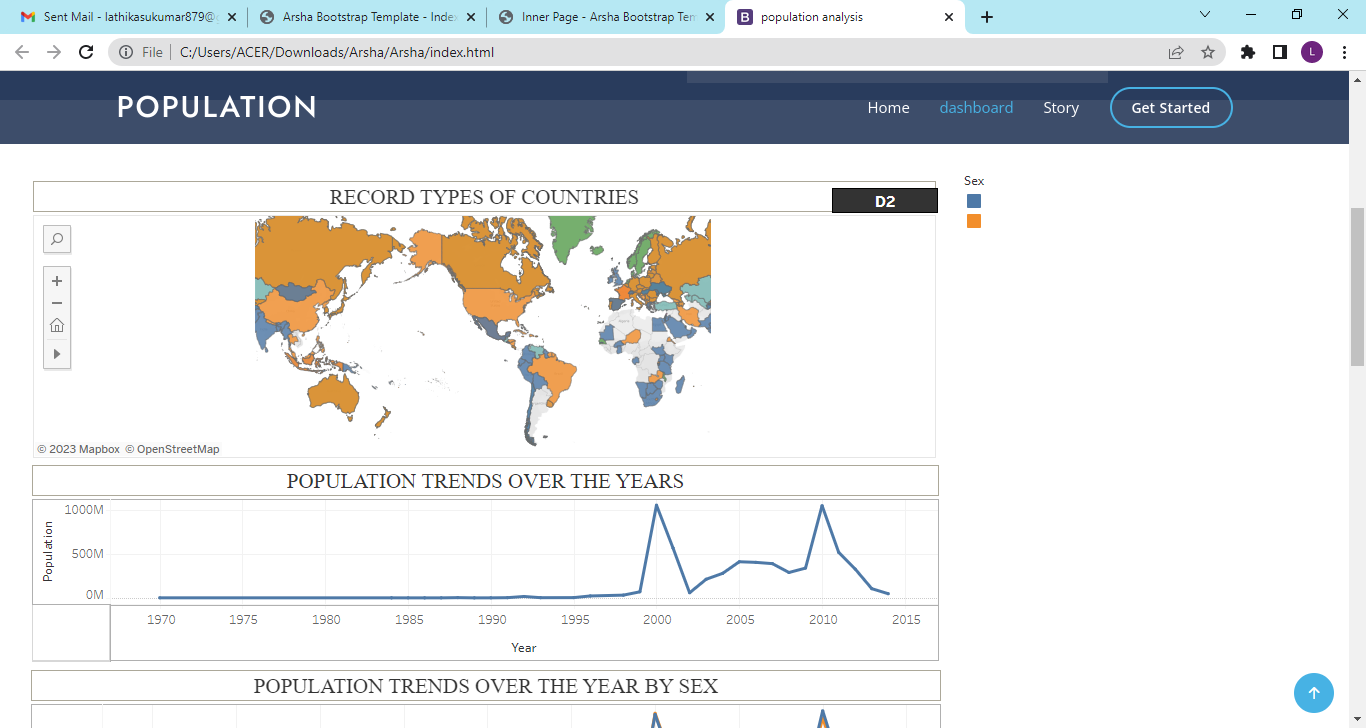 Sent Mail - lathikasukumar879@
Arsha Bootstrap Template - Index
Inner Page - Arsha Bootstrap Tem
B population analysis
File C:/Users/ACER/Downloads/Arsha/Arsha/index.html
L
POPULATION
Home dashboard Story Get Started
RECORD TYPES OF COUNTRIES
D2
Sex
© 2023 Mapbox © OpenStreetMap
POPULATION TRENDS OVER THE YEARS
Population
1000M
500M
0M
1970 1975 1980 1985 1990 1995 2000 2005 2010 2015
Year
POPULATION TRENDS OVER THE YEAR BY SEX